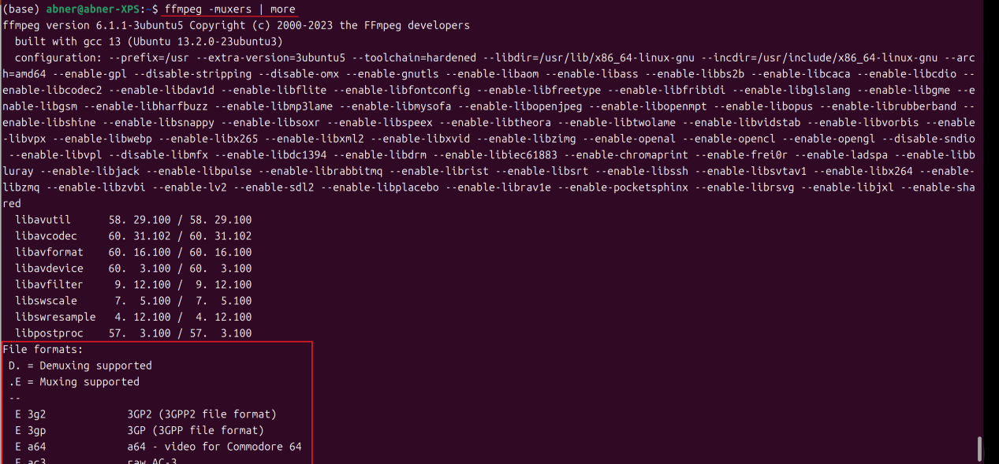 (base) abner@abner-XPS:~$ ffmpeg -muxers | more
ffmpeg version 6.1.1-3ubuntu5 Copyright (c) 2000-2023 the FFmpeg developers
  built with gcc 13 (Ubuntu 13.2.0-23ubuntu3)
  configuration: --prefix=/usr --extra-version=3ubuntu5 --toolchain=hardened --libdir=/usr/lib/x86_64-linux-gnu --incdir=/usr/include/x86_64-linux-gnu --arc
h=amd64 --enable-gpl --disable-stripping --disable-omx --enable-gnutls --enable-libaom --enable-libass --enable-libbs2b --enable-libcaca --enable-libcdio --
enable-libcodec2 --enable-libdav1d --enable-libflite --enable-libfontconfig --enable-libfreetype --enable-libfribidi --enable-libglslang --enable-libgme --e
nable-libgsm --enable-libharfbuzz --enable-libmp3lame --enable-libmysofa --enable-libopenjpeg --enable-libopenmpt --enable-libopus --enable-librubberband --
enable-libshine --enable-libsnappy --enable-libsoxr --enable-libspeex --enable-libtheora --enable-libtwolame --enable-libvidstab --enable-libvorbis --enable
-libvpx --enable-libwebp --enable-libx265 --enable-libxml2 --enable-libxvid --enable-libzimg --enable-openal --enable-opencl --enable-opengl --disable-sndio
 --enable-libvpl --disable-libmfx --enable-libdc1394 --enable-libdrm --enable-libiec61883 --enable-chromaprint --enable-frei0r --enable-ladspa --enable-libb
luray --enable-libjack --enable-libpulse --enable-librabbitmq --enable-librist --enable-libsrt --enable-libssh --enable-libsvtav1 --enable-libx264 --enable-
libzmq --enable-libzvbi --enable-lv2 --enable-sdl2 --enable-libplacebo --enable-librav1e --enable-pocketsphinx --enable-librsvg --enable-libjxl --enable-sha
red
  libavutil      58. 29.100 / 58. 29.100
  libavcodec     60. 31.102 / 60. 31.102
  libavformat    60. 16.100 / 60. 16.100
  libavdevice    60.  3.100 / 60.  3.100
  libavfilter     9. 12.100 /  9. 12.100
  libswscale      7.  5.100 /  7.  5.100
  libswresample   4. 12.100 /  4. 12.100
  libpostproc    57.  3.100 / 57.  3.100
File formats:
 D. = Demuxing supported
 .E = Muxing supported
 --
  E 3g2             3GP2 (3GPP2 file format)
  E 3gp             3GP (3GPP file format)
  E a64             a64 - video for Commodore 64
  E ac3             raw AC-3